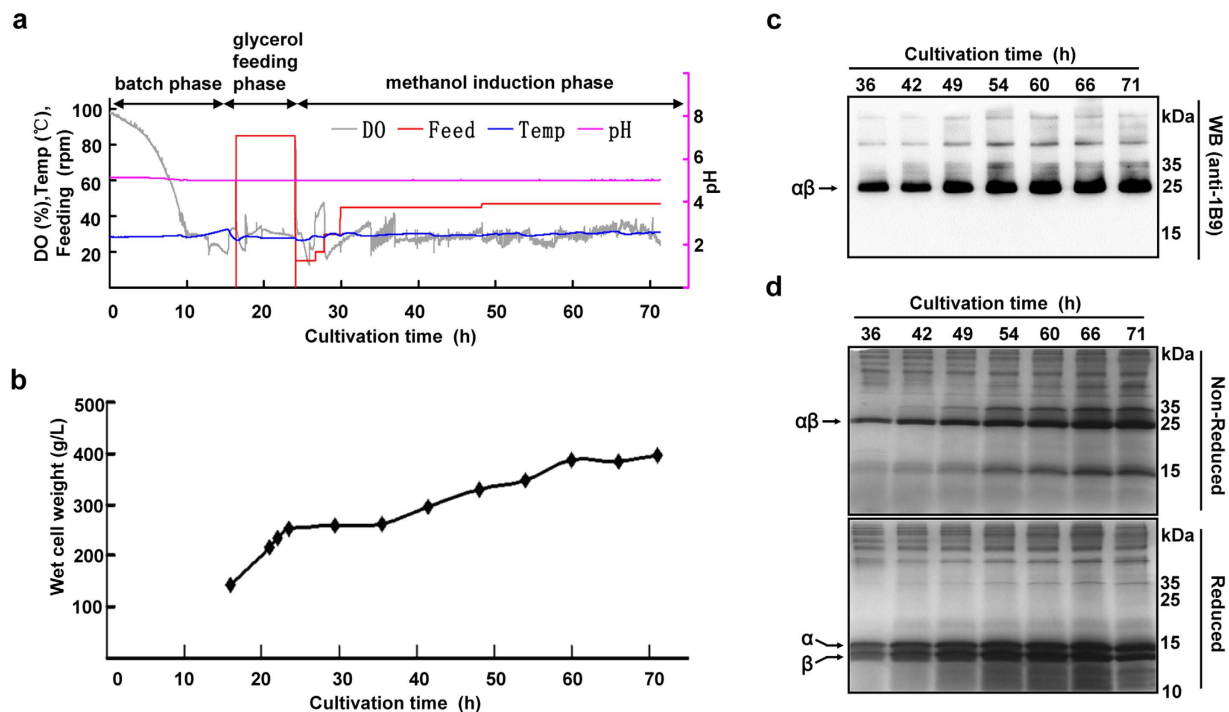 a
glycerol
feeding
phase
batch phase
methanol induction phase
DO Feed Temp pH
DO (%),Temp (℃),
Feeding (rpm)
100
80
60
40
20
8
6
4
2
pH
0 10 20 30 40 50 60 70
Cultivation time (h)
b
Wet cell weight (g/L)
500
400
300
200
100
0 10 20 30 40 50 60 70
Cultivation time (h)
c
Cultivation time (h)
36 42 49 54 60 66 71
kDa
35
αβ 25
15
WB (anti-1B9)
d
Cultivation time (h)
36 42 49 54 60 66 71
kDa
35
αβ 25
15
Non-Reduced
kDa
35
25
α 15
β
10
Reduced